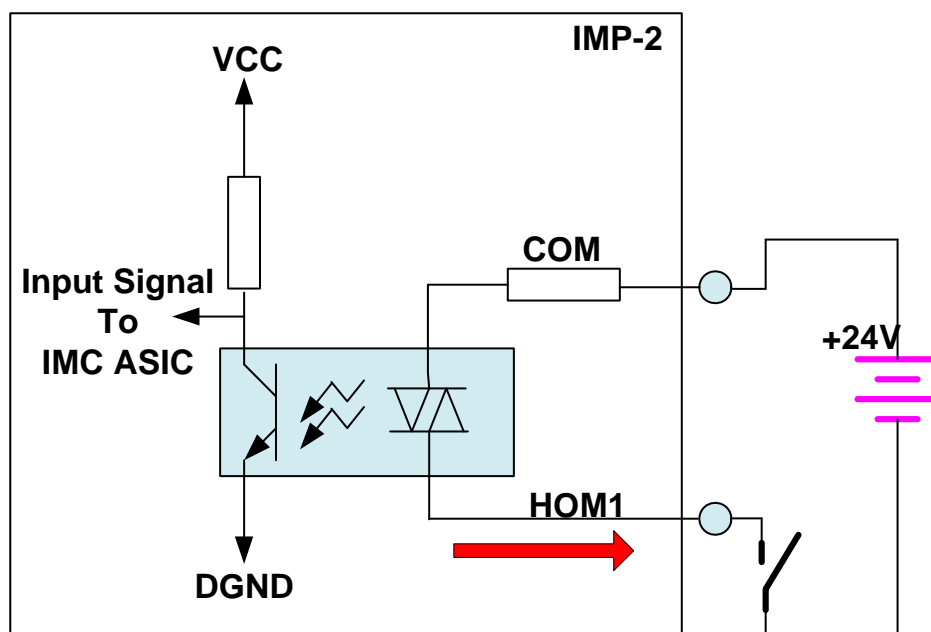 IMP-2
VCC
COM
Input Signal
To
IMC ASIC
+24V
HOM1
DGND